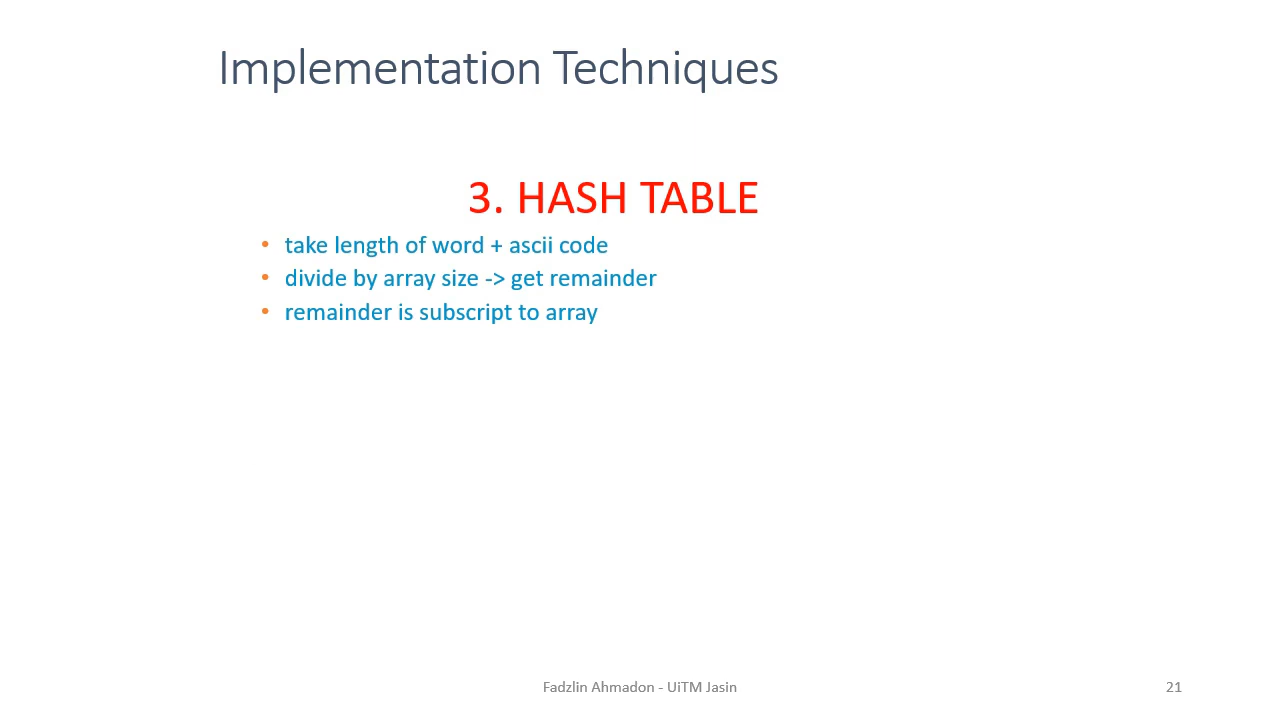 Implementation Techniques
3. HASH TABLE
• take length of word + ascii code
• divide by array size -> get remainder
• remainder is subscript to array
Fadzlin Ahmadon - UiTM Jasin
21